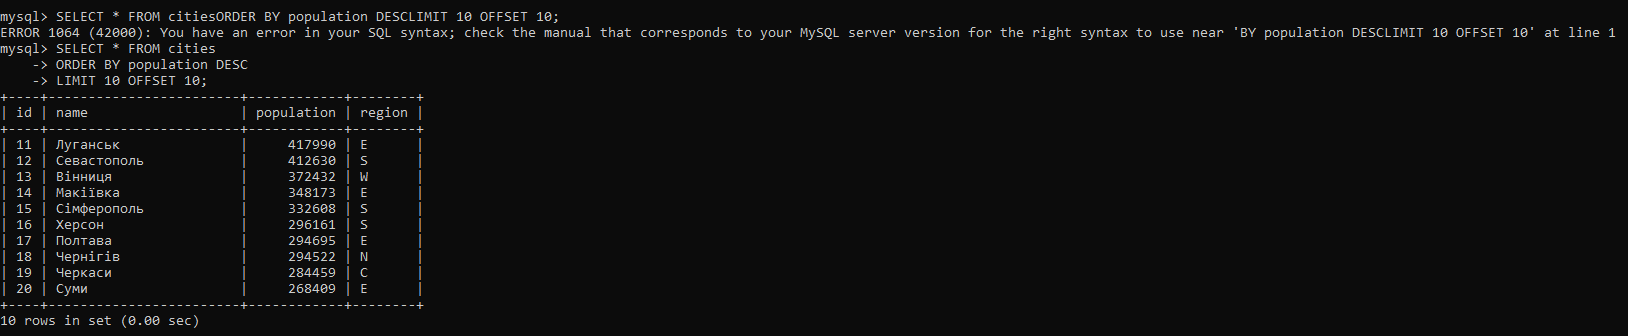 mysql> SELECT * FROM citiesORDER BY population DESCLIMIT 10 OFFSET 10;
ERROR 1064 (42000): You have an error in your SQL syntax; check the manual that corresponds to your MySQL server version for the right syntax to use near 'BY population DESCLIMIT 10 OFFSET 10' at line 1
mysql> SELECT * FROM cities
    -> ORDER BY population DESC
    -> LIMIT 10 OFFSET 10;
+----+------------------------+------------+--------+
| id | name                   | population | region |
+----+------------------------+------------+--------+
| 11 | Луганськ               |     417990 | E      |
| 12 | Севастополь            |     412630 | S      |
| 13 | Вінниця                |     372432 | W      |
| 14 | Макіївка               |     348173 | E      |
| 15 | Сімферополь            |     332608 | S      |
| 16 | Херсон                 |     296161 | S      |
| 17 | Полтава                |     294695 | E      |
| 18 | Чернігів               |     294522 | N      |
| 19 | Черкаси                |     284459 | C      |
| 20 | Суми                   |     268409 | E      |
+----+------------------------+------------+--------+
10 rows in set (0.00 sec)